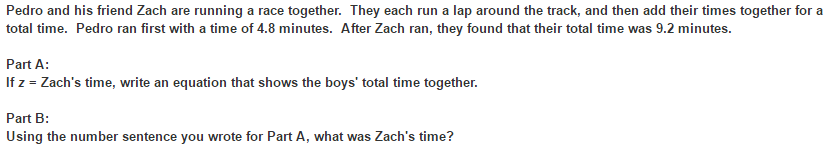 Pedro and his friend Zach are running a race together.  They each run a lap around the track, and then add their times together for a
total time.  Pedro ran first with a time of 4.8 minutes.  After Zach ran, they found that their total time was 9.2 minutes.
Part A:
If z = Zach's time, write an equation that shows the boys' total time together.
Part B:
Using the number sentence you wrote for Part A, what was Zach's time?